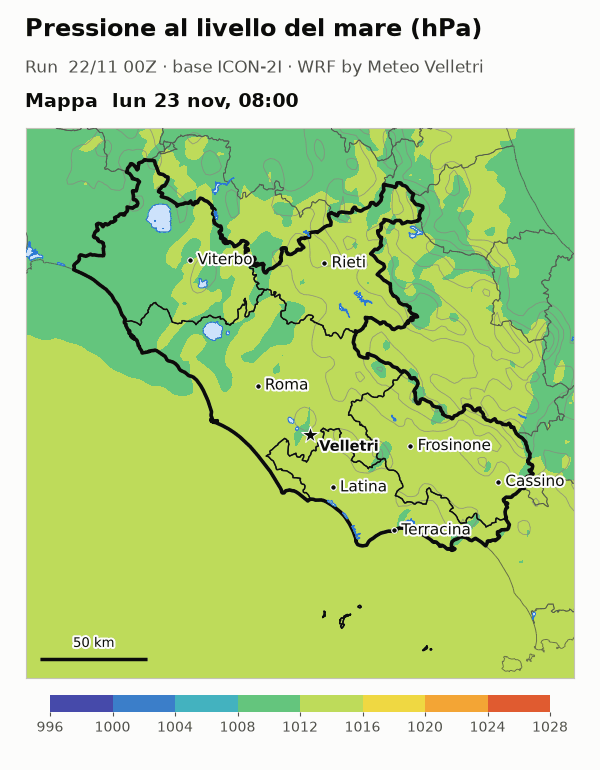 Pressione al livello del mare (hPa)
Run  22/11 00Z · base ICON-2I · WRF by Meteo Velletri
Mappa  lun 23 nov, 08:00
Viterbo
Rieti
Roma
Velletri
Frosinone
Cassino
Latina
Terracina
50 km
996 1000 1004 1008 1012 1016 1020 1024 1028